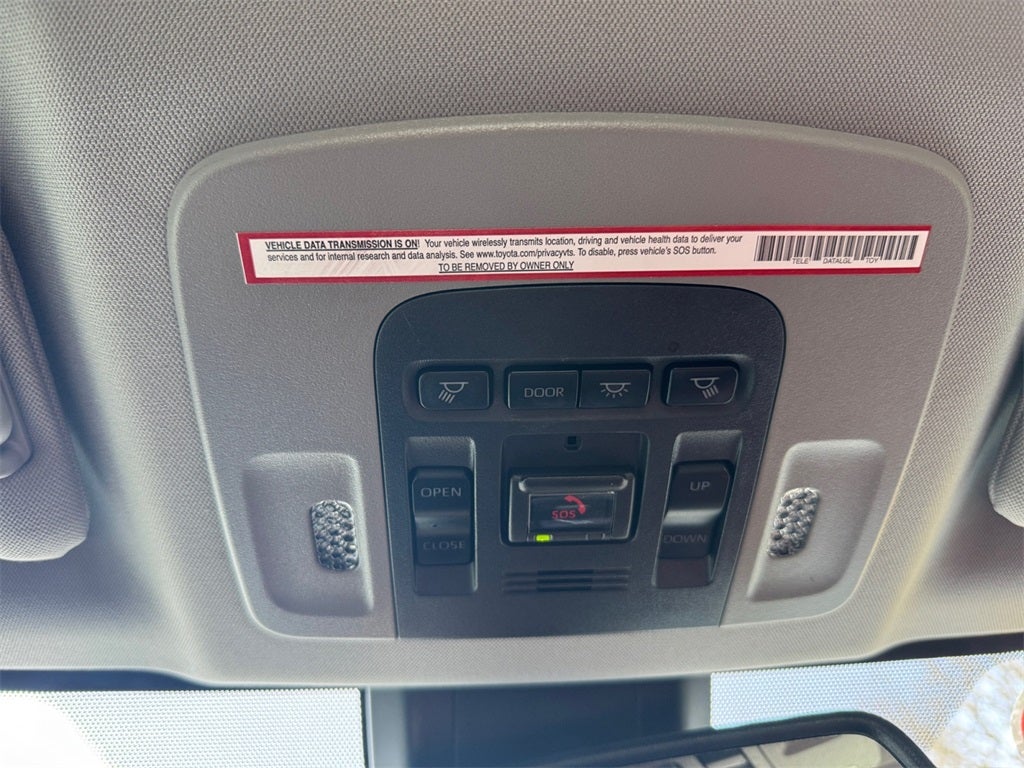 VEHICLE DATA TRANSMISSION IS ON! Your vehicle wirelessly transmits location, driving and vehicle health data to deliver your
services and for internal research and data analysis. See www.toyota.com/privacyvts. To disable, press vehicle's SOS button.
TO BE REMOVED BY OWNER ONLY
TELE DATALGL TOY
DOOR
OPEN
CLOSE
SOS
UP
DOWN